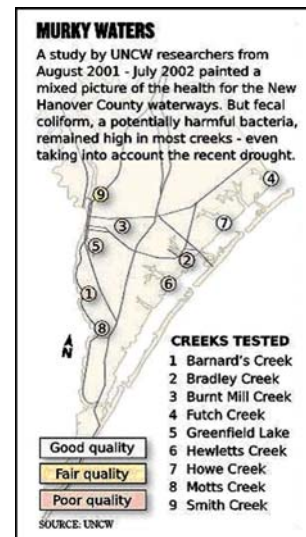 MURKY WATERS
A study by UNCW researchers from
August 2001 - July 2002 painted a
mixed picture of the health for the New
Hanover County waterways. But fecal
coliform, a potentially harmful bacteria,
remained high in most creeks - even
taking into account the recent drought.
4
9
3
7
5
2
6
1
8
N
CREEKS TESTED
1 Barnard's Creek
2 Bradley Creek
3 Burnt Mill Creek
4 Futch Creek
5 Greenfield Lake
6 Hewletts Creek
7 Howe Creek
8 Motts Creek
9 Smith Creek
Good quality
Fair quality
Poor quality
SOURCE: UNCW